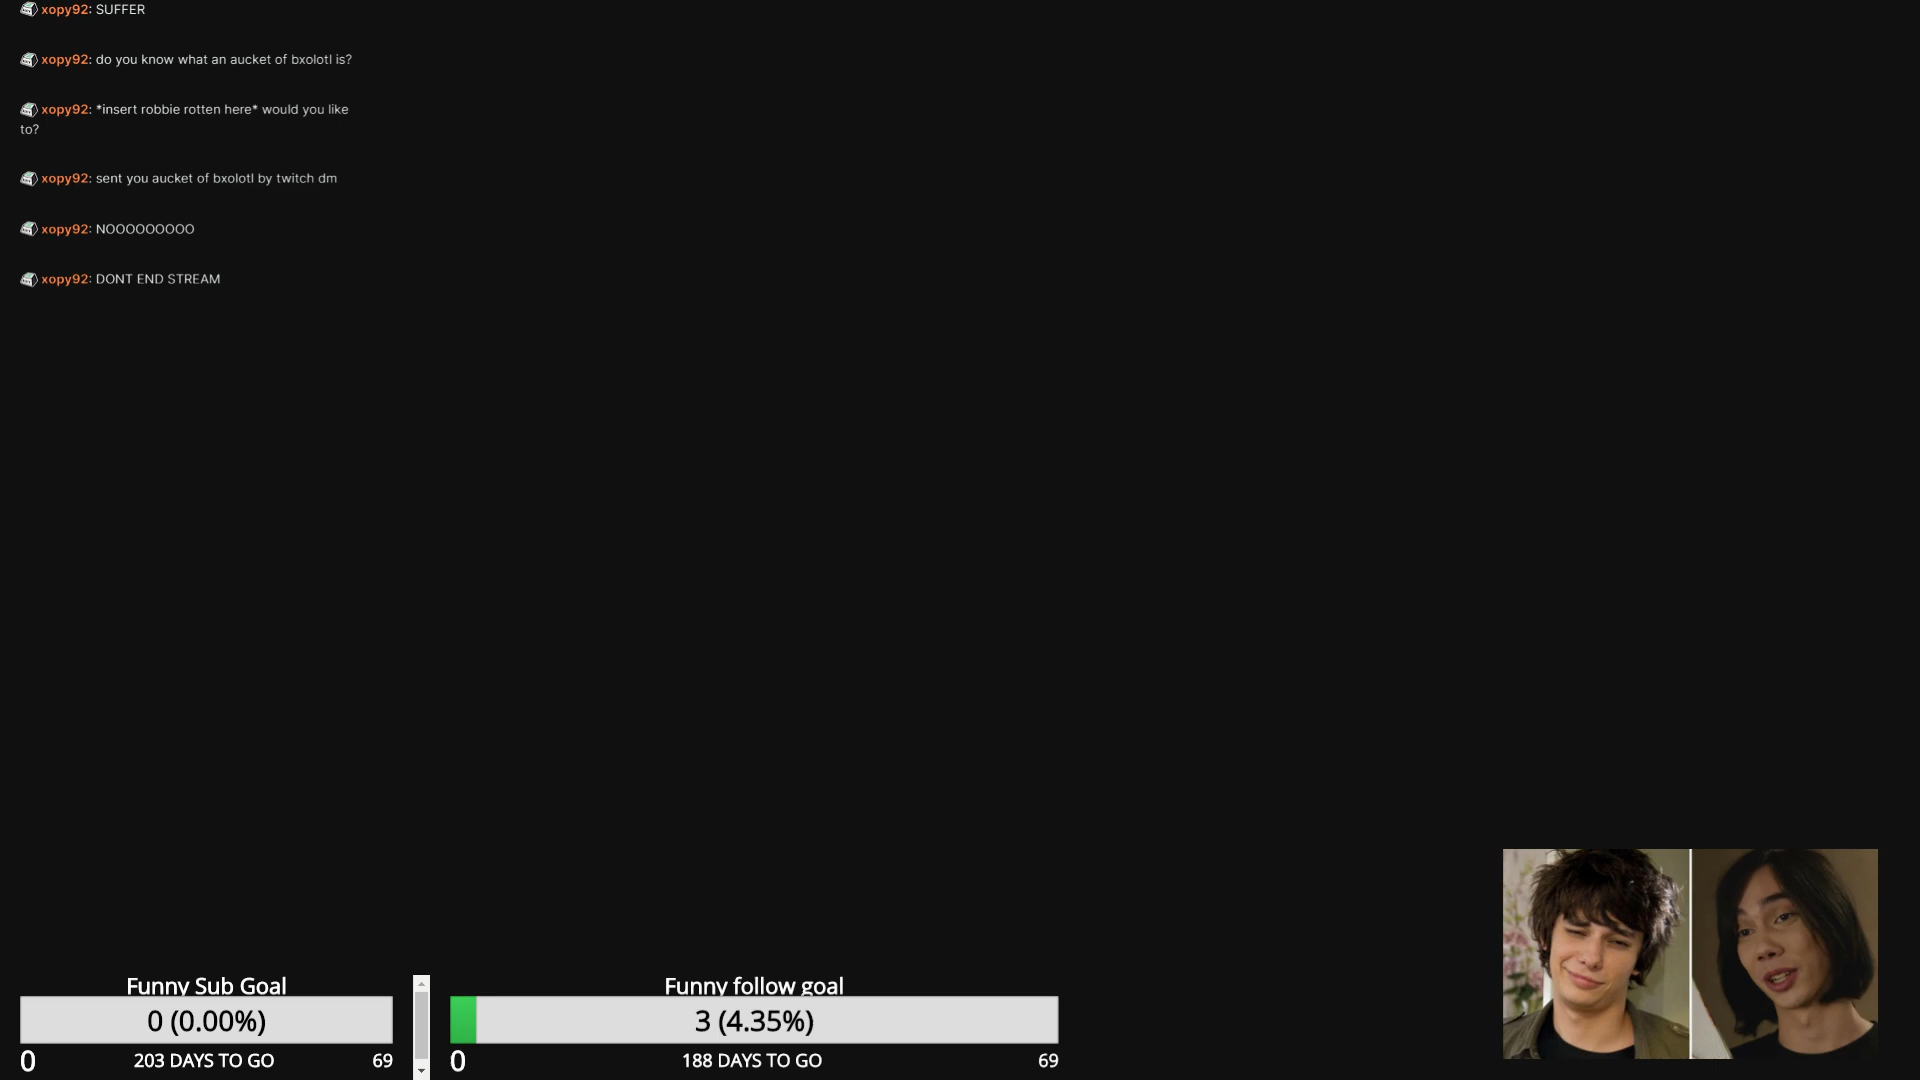 xopy92: SUFFER
xopy92: do you know what an aucket of bxolotl is?
xopy92: *insert robbie rotten here* would you like
to?
xopy92: sent you aucket of bxolotl by twitch dm
xopy92: NOOOOOOOOO
xopy92: DONT END STREAM
Funny Sub Goal
0 (0.00%)
0 203 DAYS TO GO 69
Funny follow goal
3 (4.35%)
0 188 DAYS TO GO 69